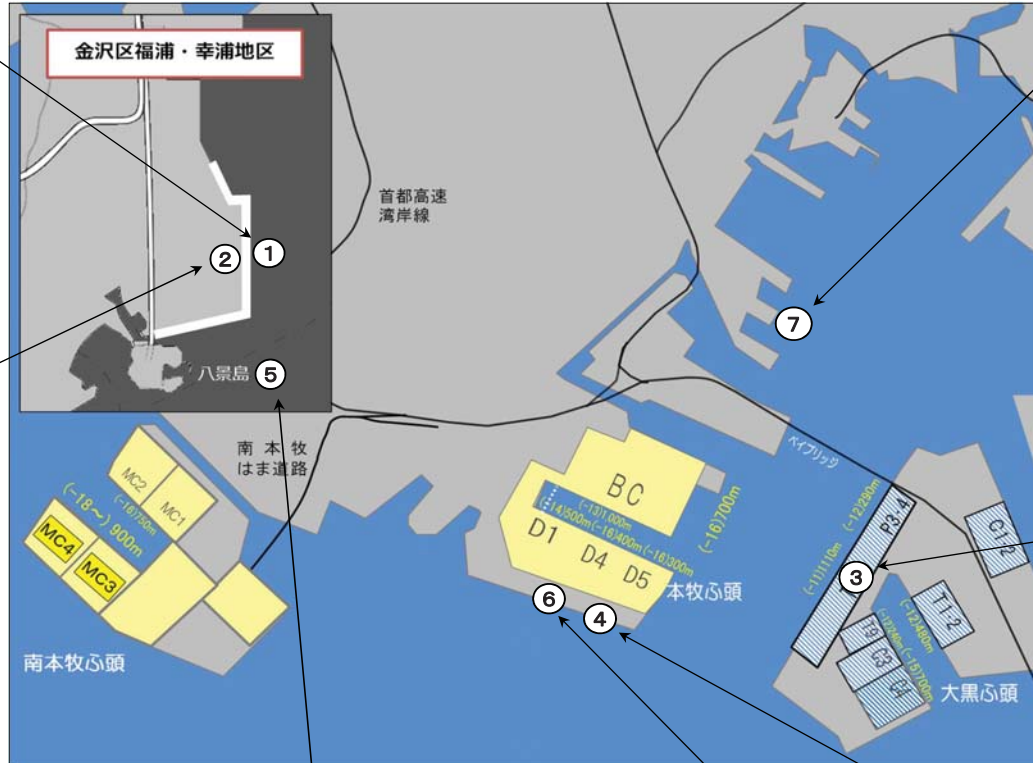 金沢区福浦・幸浦地区
首都高速
湾岸線
①
②
⑦
八景島
⑤
南本牧
はま道路
ベイブリッジ
MC2
MC1
(-16)750m
(-18～) 900m
MC4
MC3
南本牧ふ頭
BC
(-13)1,000m
(-14)500m(-16)400m(-16)300m
(-16)700m
D1
D4
D5
本牧ふ頭
⑥
④
(-12)290m
(-11)1110m
P3・4
③
C1・2
T1・2
(-12)480m
T9
(-12)240m(-15)700m
C3
C4
大黒ふ頭